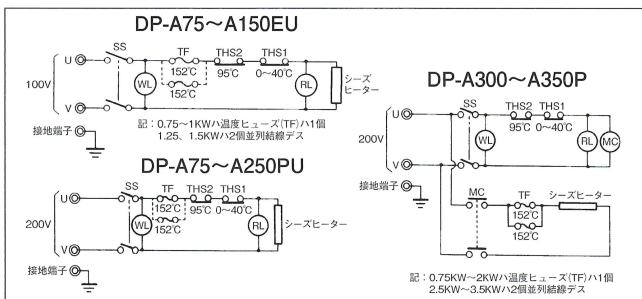 DP-A75～A150EU
SS
TF
THS2
THS1
U
152℃
95℃
0～40℃
100V
WL
152℃
RL
シーズ
ヒーター
V
接地端子
記：0.75～1KWハ温度ヒューズ(TF)ハ1個
1.25、1.5KWハ2個並列結線デス
DP-A75～A250PU
SS
TF
THS2
THS1
U
152℃
95℃
0～40℃
200V
WL
152℃
RL
シーズヒーター
V
接地端子
DP-A300～A350P
SS
THS2
THS1
U
95℃
0～40℃
200V
WL
RL
MC
V
接地端子
MC
TF
シーズヒーター
152℃
152℃
記：0.75KW～2KWハ温度ヒューズ(TF)ハ1個
2.5KW～3.5KWハ2個並列結線デス